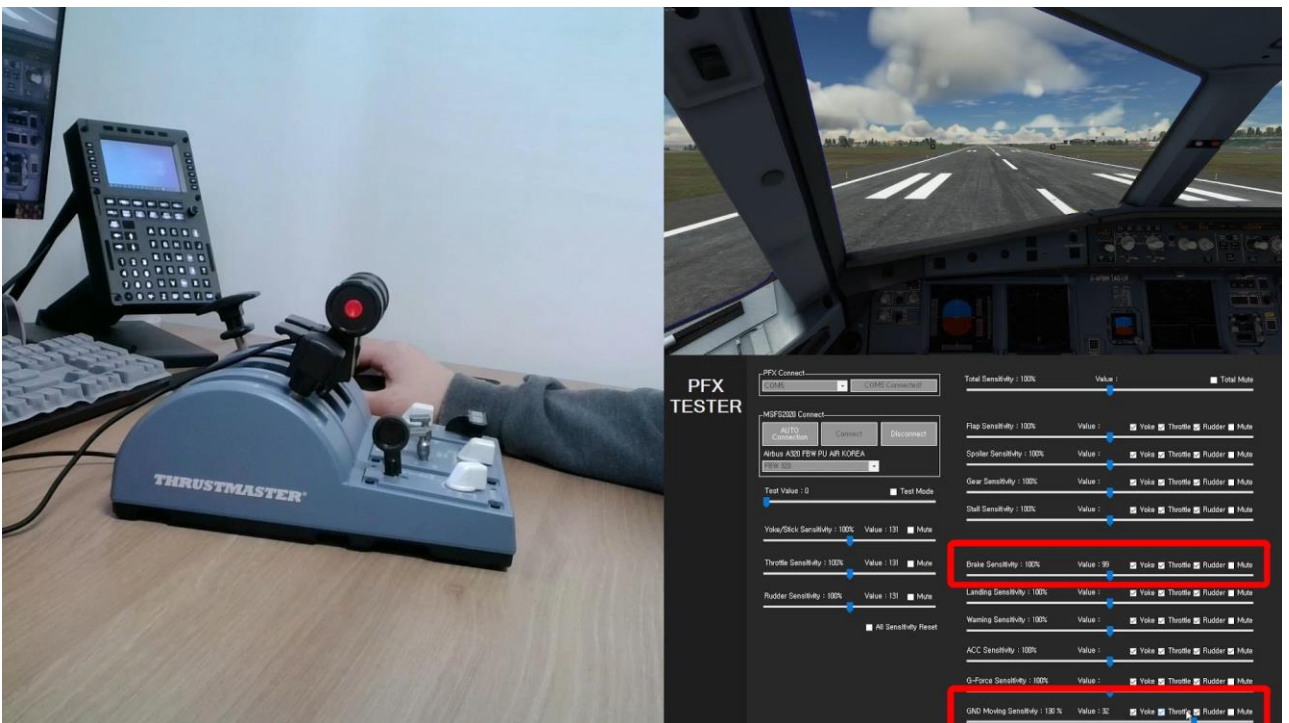 THRUSTMASTER
PFX
TESTER
PFX Connect
COM5
COM5 Connected!
MSFS2020 Connect
AUTO
Connection
Connect
Disconnect
Airbus A320 FBW PU AIR KOREA
FBW 320
Test Value : 0
Test Mode
Yoke/Stick Sensitivity : 100% Value : 131 Mute
Throttle Sensitivity : 100% Value : 131 Mute
Rudder Sensitivity : 100% Value : 131 Mute
All Sensitivity Reset
Total Sensitivity : 100% Value : Total Mute
Flap Sensitivity : 100% Value : Yoke Throttle Rudder Mute
Spoiler Sensitivity : 100% Value : Yoke Throttle Rudder Mute
Gear Sensitivity : 100% Value : Yoke Throttle Rudder Mute
Stall Sensitivity : 100% Value : Yoke Throttle Rudder Mute
Brake Sensitivity : 100% Value : 99 Yoke Throttle Rudder Mute
Landing Sensitivity : 100% Value : Yoke Throttle Rudder Mute
Warning Sensitivity : 100% Value : Yoke Throttle Rudder Mute
ACC Sensitivity : 100% Value : Yoke Throttle Rudder Mute
G-Force Sensitivity : 100% Value : Yoke Throttle Rudder Mute
GND Moving Sensitivity : 130 % Value : 32 Yoke Throttle Rudder Mute